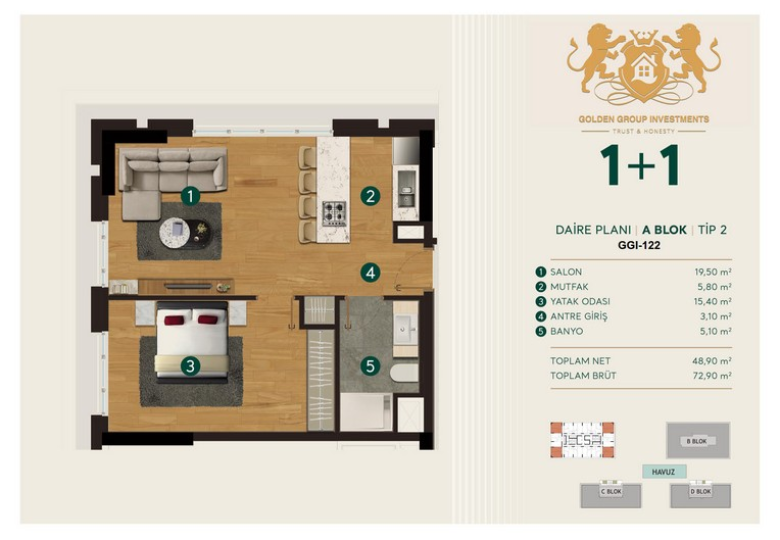 GOLDEN GROUP INVESTMENTS
TRUST & HONESTY
1+1
DAİRE PLANI | A BLOK | TİP 2
GGI-122
1 SALON 19,50 m²
2 MUTFAK 5,80 m²
3 YATAK ODASI 15,40 m²
4 ANTRE GİRİŞ 3,10 m²
5 BANYO 5,10 m²
TOPLAM NET 48,90 m²
TOPLAM BRÜT 72,90 m²
1
2
4
3
5
B BLOK
HAVUZ
C BLOK
D BLOK